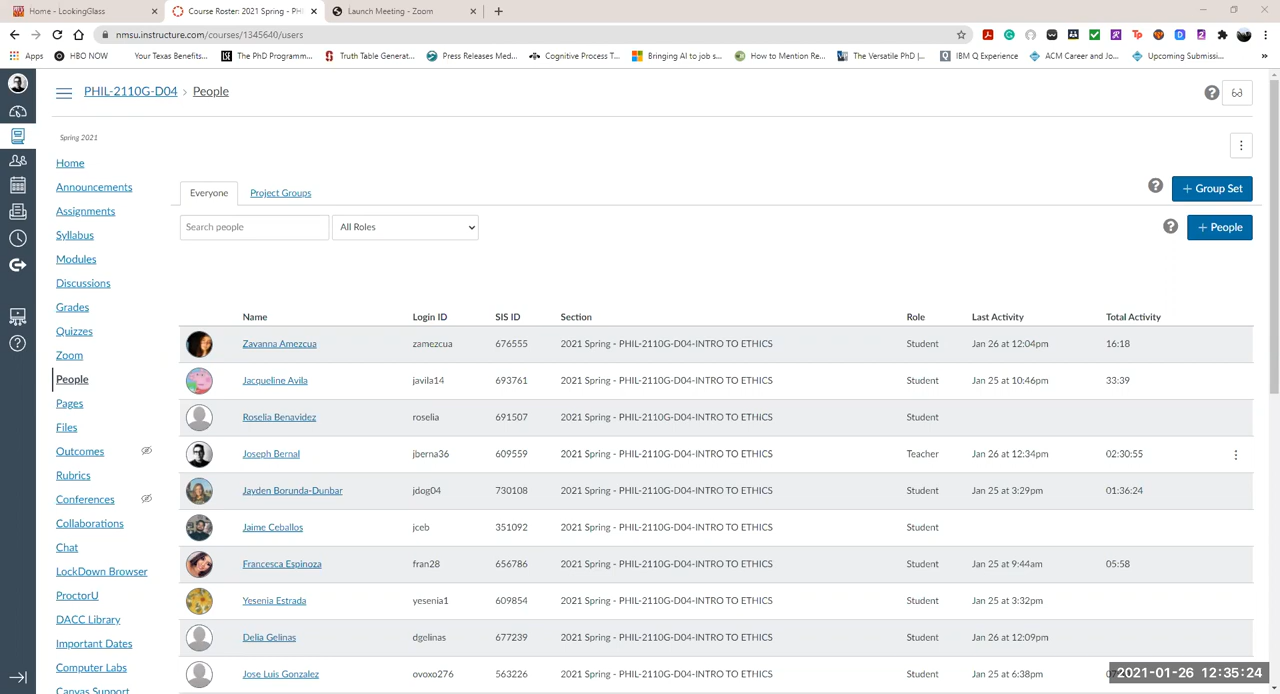 Home - LookingGlass
Course Roster: 2021 Spring -
Launch Meeting - Zoom
nmsu.instructure.com/courses/1345640/users
Apps
HBO NOW
Your Texas Benefits...
The PhD Programm...
Truth Table Generat...
Press Releases Med...
Cognitive Process T...
Bringing AI to job s...
How to Mention Re...
The Versatile PhD |...
IBM Q Experience
ACM Career and Jo...
Upcoming Submissi...
PHIL-2110G-D04 › People
Spring 2021
Home
Announcements
Assignments
Syllabus
Modules
Discussions
Grades
Quizzes
Zoom
People
Pages
Files
Outcomes
Rubrics
Conferences
Collaborations
Chat
LockDown Browser
ProctorU
DACC Library
Important Dates
Computer Labs
Canvas Support
Everyone
Project Groups
+ Group Set
Search people
All Roles
+ People
Name Login ID SIS ID Section Role Last Activity Total Activity
Zavanna Amezcua zamezcua 676555 2021 Spring - PHIL-2110G-D04-INTRO TO ETHICS Student Jan 26 at 12:04pm 16:18
Jacqueline Avila javila14 693761 2021 Spring - PHIL-2110G-D04-INTRO TO ETHICS Student Jan 25 at 10:46pm 33:39
Roselia Benavidez roselia 691507 2021 Spring - PHIL-2110G-D04-INTRO TO ETHICS Student
Joseph Bernal jberna36 609559 2021 Spring - PHIL-2110G-D04-INTRO TO ETHICS Teacher Jan 26 at 12:34pm 02:30:55
Jayden Borunda-Dunbar jdog04 730108 2021 Spring - PHIL-2110G-D04-INTRO TO ETHICS Student Jan 25 at 3:29pm 01:36:24
Jaime Ceballos jceb 351092 2021 Spring - PHIL-2110G-D04-INTRO TO ETHICS Student
Francesca Espinoza fran28 656786 2021 Spring - PHIL-2110G-D04-INTRO TO ETHICS Student Jan 25 at 9:44am 05:58
Yesenia Estrada yesenia1 609854 2021 Spring - PHIL-2110G-D04-INTRO TO ETHICS Student Jan 25 at 3:32pm
Delia Gelinas dgelinas 677239 2021 Spring - PHIL-2110G-D04-INTRO TO ETHICS Student Jan 26 at 12:09pm
Jose Luis Gonzalez ovoxo276 563226 2021 Spring - PHIL-2110G-D04-INTRO TO ETHICS Student Jan 25 at 6:38pm
2021-01-26 12:35:24